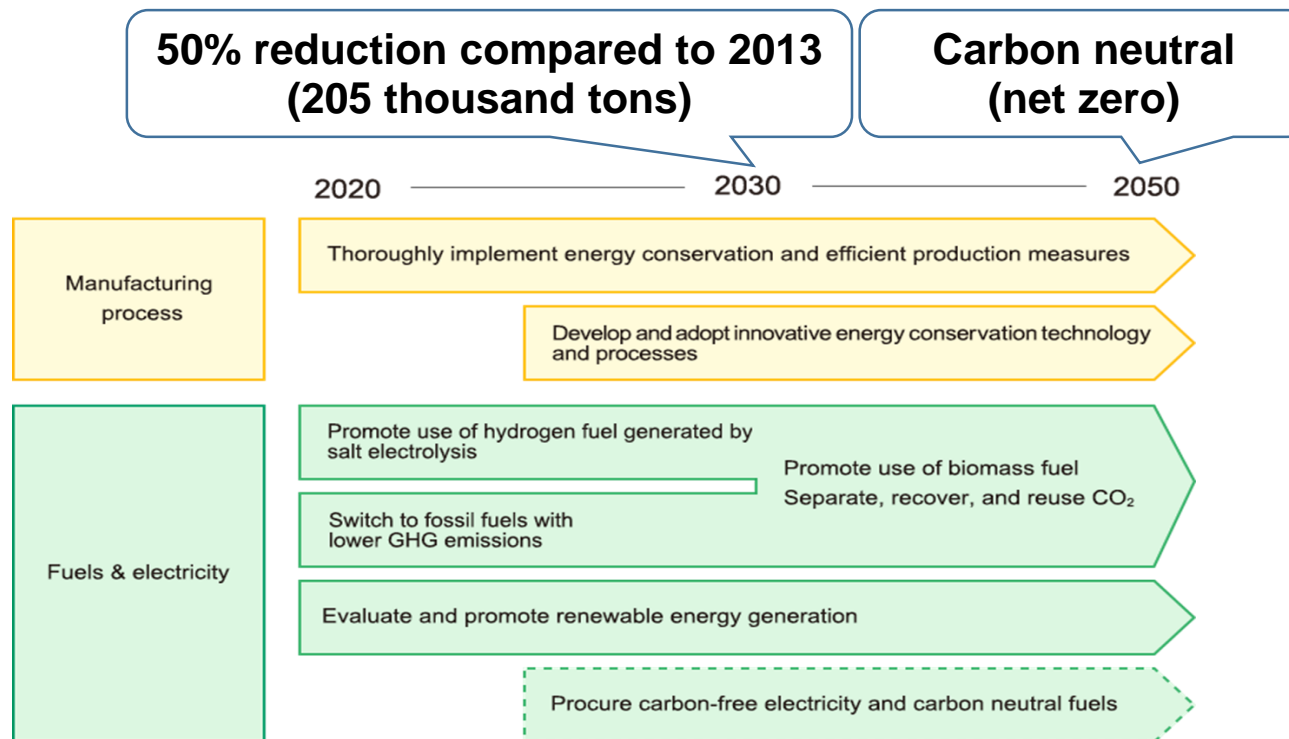 50% reduction compared to 2013
(205 thousand tons)
Carbon neutral
(net zero)
2020
2030
2050
Manufacturing
process
Thoroughly implement energy conservation and efficient production measures
Develop and adopt innovative energy conservation technology
and processes
Fuels & electricity
Promote use of hydrogen fuel generated by
salt electrolysis
Switch to fossil fuels with
lower GHG emissions
Promote use of biomass fuel
Separate, recover, and reuse CO₂
Evaluate and promote renewable energy generation
Procure carbon-free electricity and carbon neutral fuels